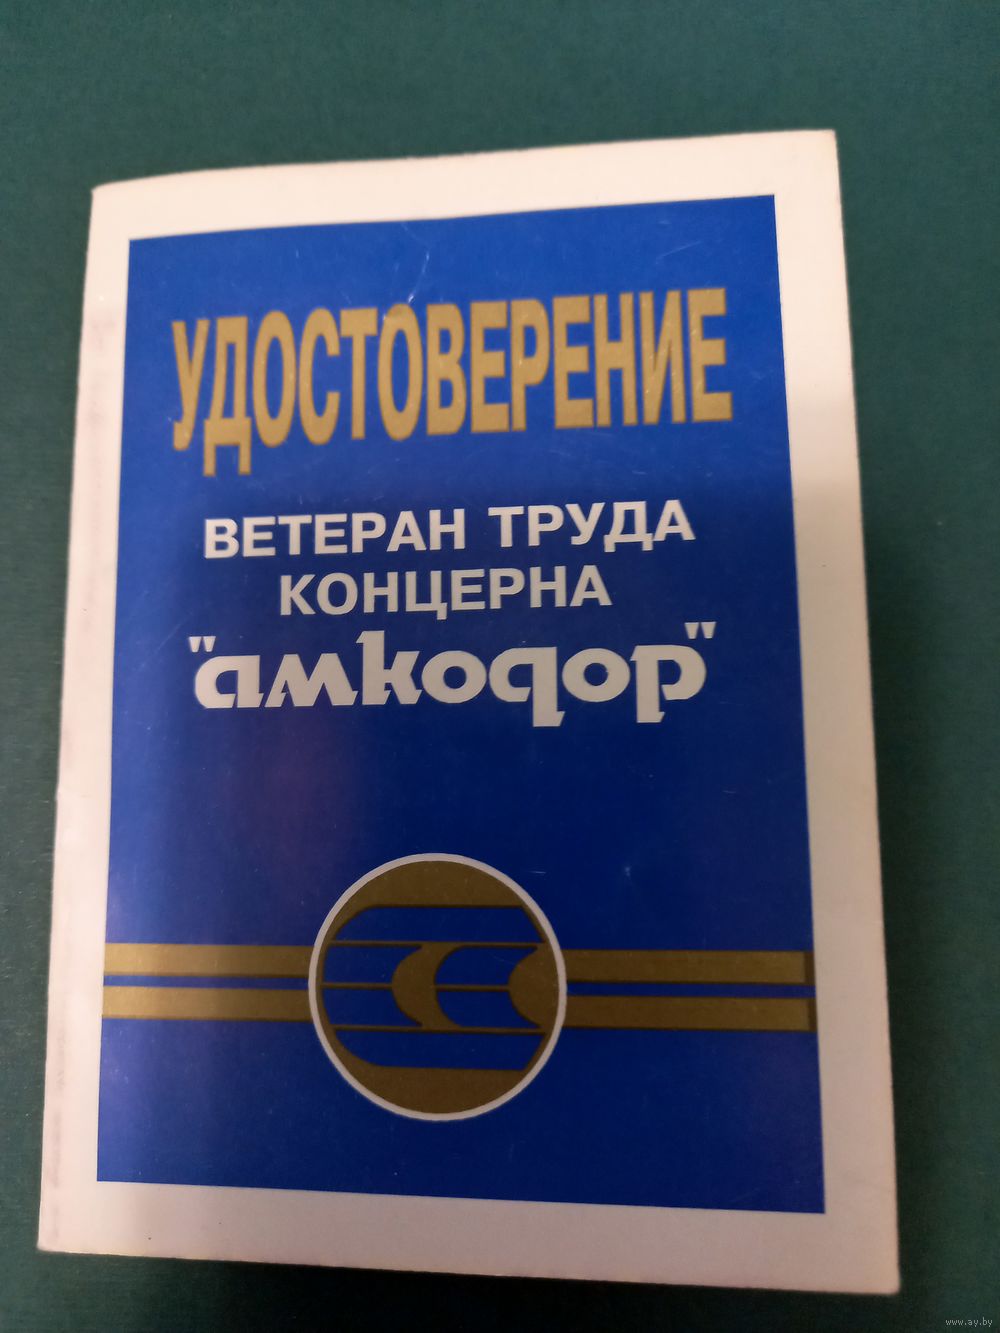 УДОСТОВЕРЕНИЕ
ВЕТЕРАН ТРУДА
КОНЦЕРНА
"амкодор"
www.ay.by